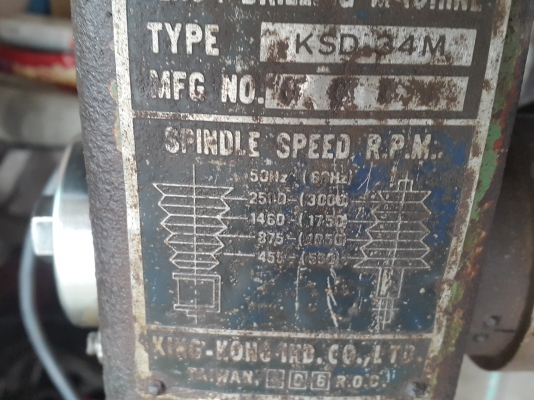 DRILL
TYPE KSD-34M
MFG NO.
SPINDLE SPEED R.P.M.
50Hz-(60Hz)
2500-(3000)
1460-(1750)
875-(1050)
455-(550)
KING-KONG IND. CO., LTD.
TAIWAN, R.O.C.